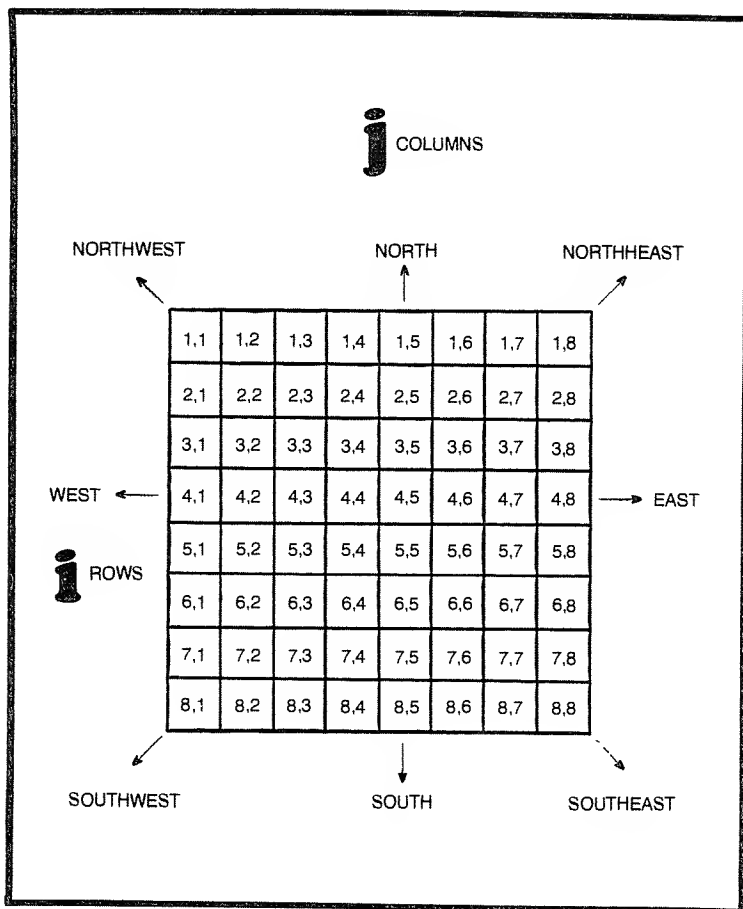 j COLUMNS
NORTHWEST NORTH NORTHHEAST
1,1 1,2 1,3 1,4 1,5 1,6 1,7 1,8
2,1 2,2 2,3 2,4 2,5 2,6 2,7 2,8
3,1 3,2 3,3 3,4 3,5 3,6 3,7 3,8
WEST 4,1 4,2 4,3 4,4 4,5 4,6 4,7 4,8 EAST
5,1 5,2 5,3 5,4 5,5 5,6 5,7 5,8
i ROWS
6,1 6,2 6,3 6,4 6,5 6,6 6,7 6,8
7,1 7,2 7,3 7,4 7,5 7,6 7,7 7,8
8,1 8,2 8,3 8,4 8,5 8,6 8,7 8,8
SOUTHWEST SOUTH SOUTHEAST